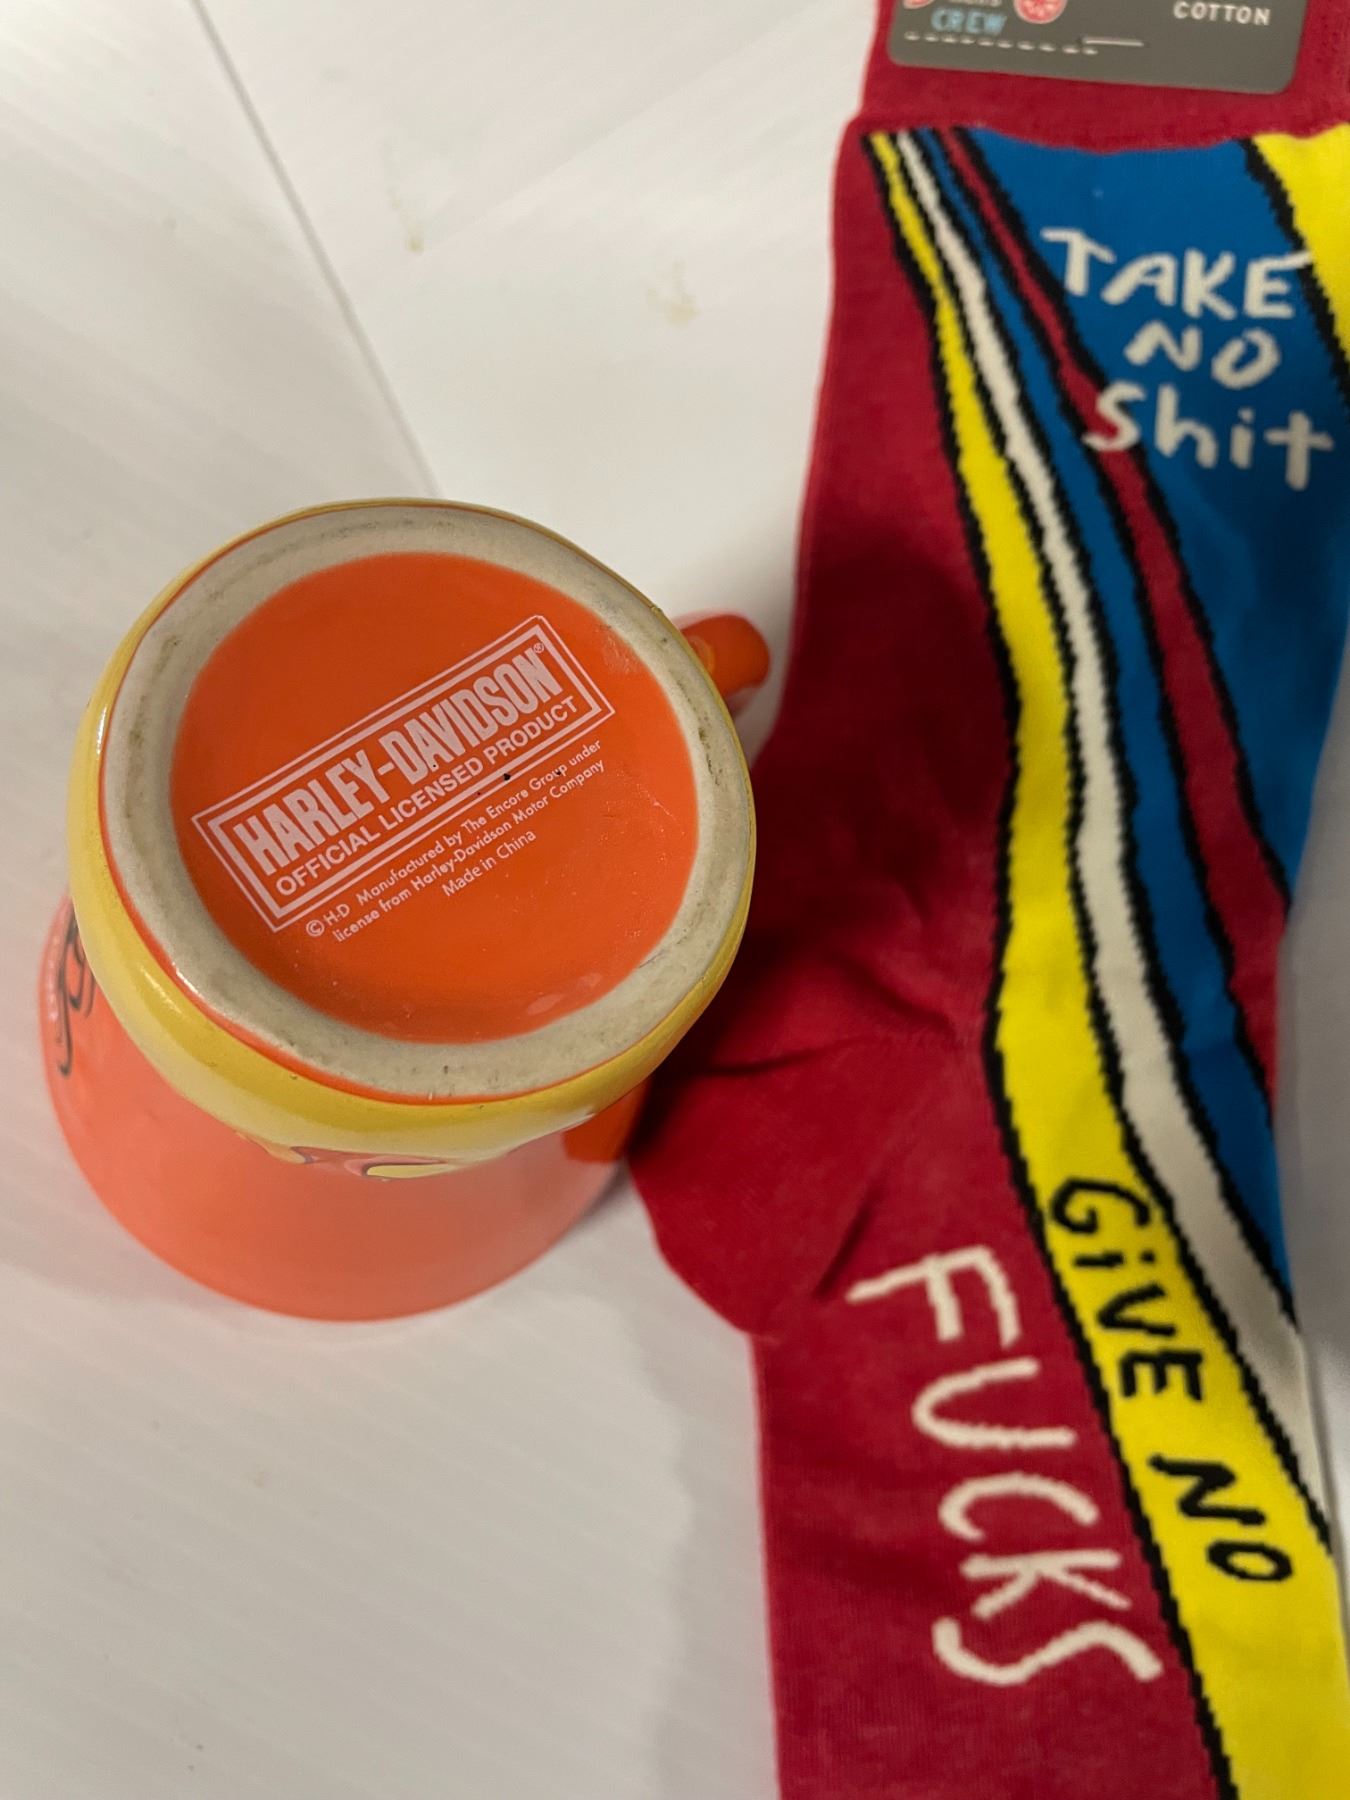 CREW
COTTON
TAKE
NO
Shit
GiVE NO
FUCKS
HARLEY-DAVIDSON®
OFFICIAL LICENSED PRODUCT
© H-D Manufactured by The Encore Group under
license from Harley-Davidson Motor Company
Made in China